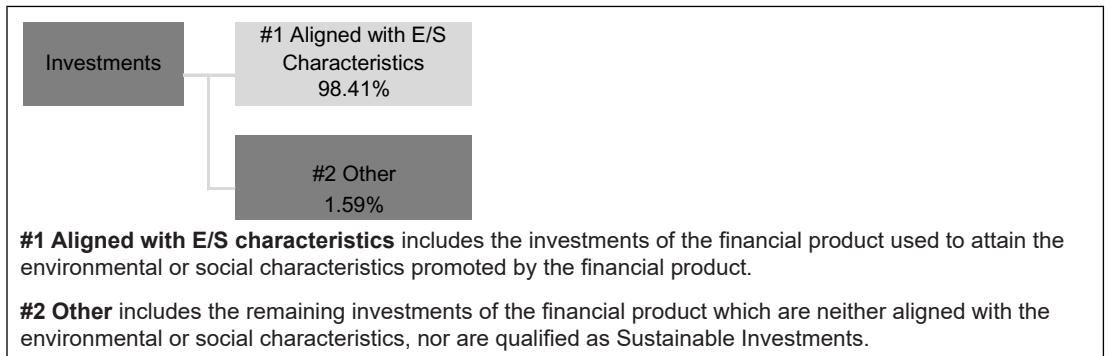 Investments
#1 Aligned with E/S
Characteristics
98.41%
#2 Other
1.59%
#1 Aligned with E/S characteristics includes the investments of the financial product used to attain the
environmental or social characteristics promoted by the financial product.
#2 Other includes the remaining investments of the financial product which are neither aligned with the
environmental or social characteristics, nor are qualified as Sustainable Investments.